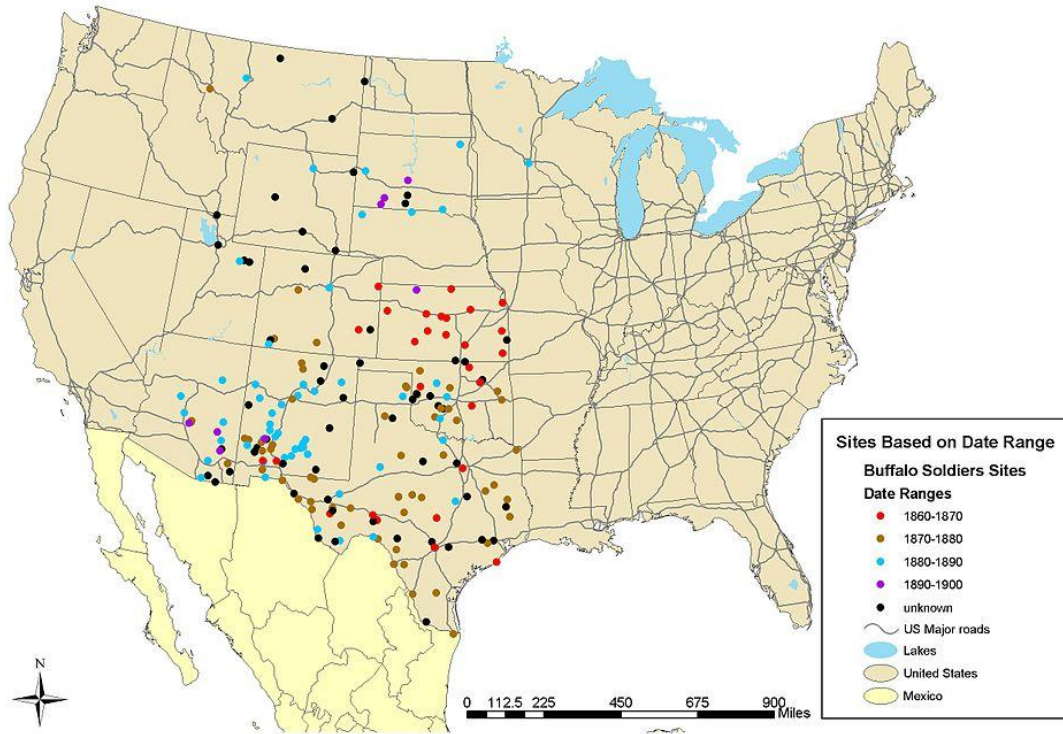 Sites Based on Date Range
Buffalo Soldiers Sites
Date Ranges
1860-1870
1870-1880
1880-1890
1890-1900
unknown
US Major roads
Lakes
United States
Mexico
N
0 112.5 225 450 675 900
Miles